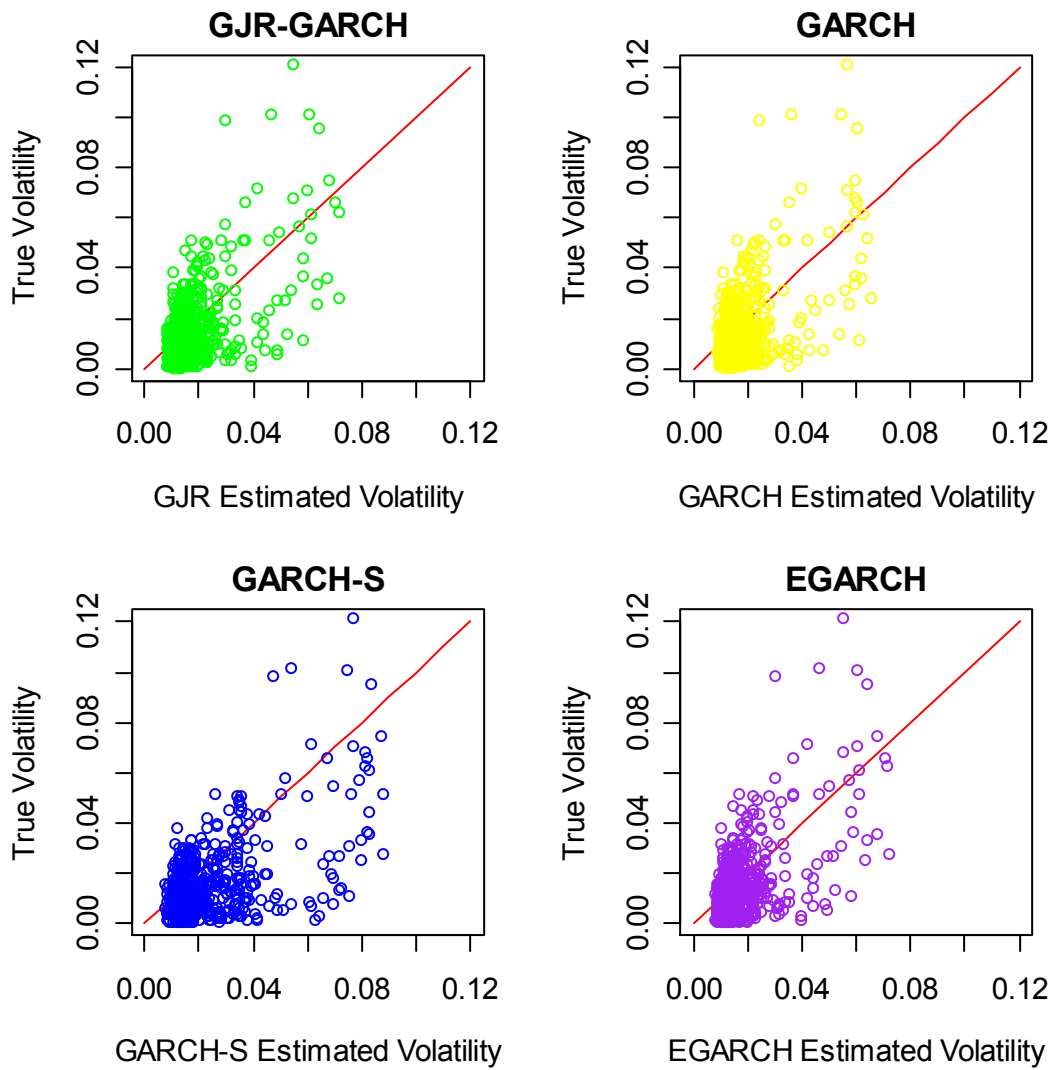 GJR-GARCH
True Volatility
0.00 0.04 0.08 0.12
0.00 0.04 0.08 0.12
GJR Estimated Volatility
GARCH
True Volatility
0.00 0.04 0.08 0.12
0.00 0.04 0.08 0.12
GARCH Estimated Volatility
GARCH-S
True Volatility
0.00 0.04 0.08 0.12
0.00 0.04 0.08 0.12
GARCH-S Estimated Volatility
EGARCH
True Volatility
0.00 0.04 0.08 0.12
0.00 0.04 0.08 0.12
EGARCH Estimated Volatility